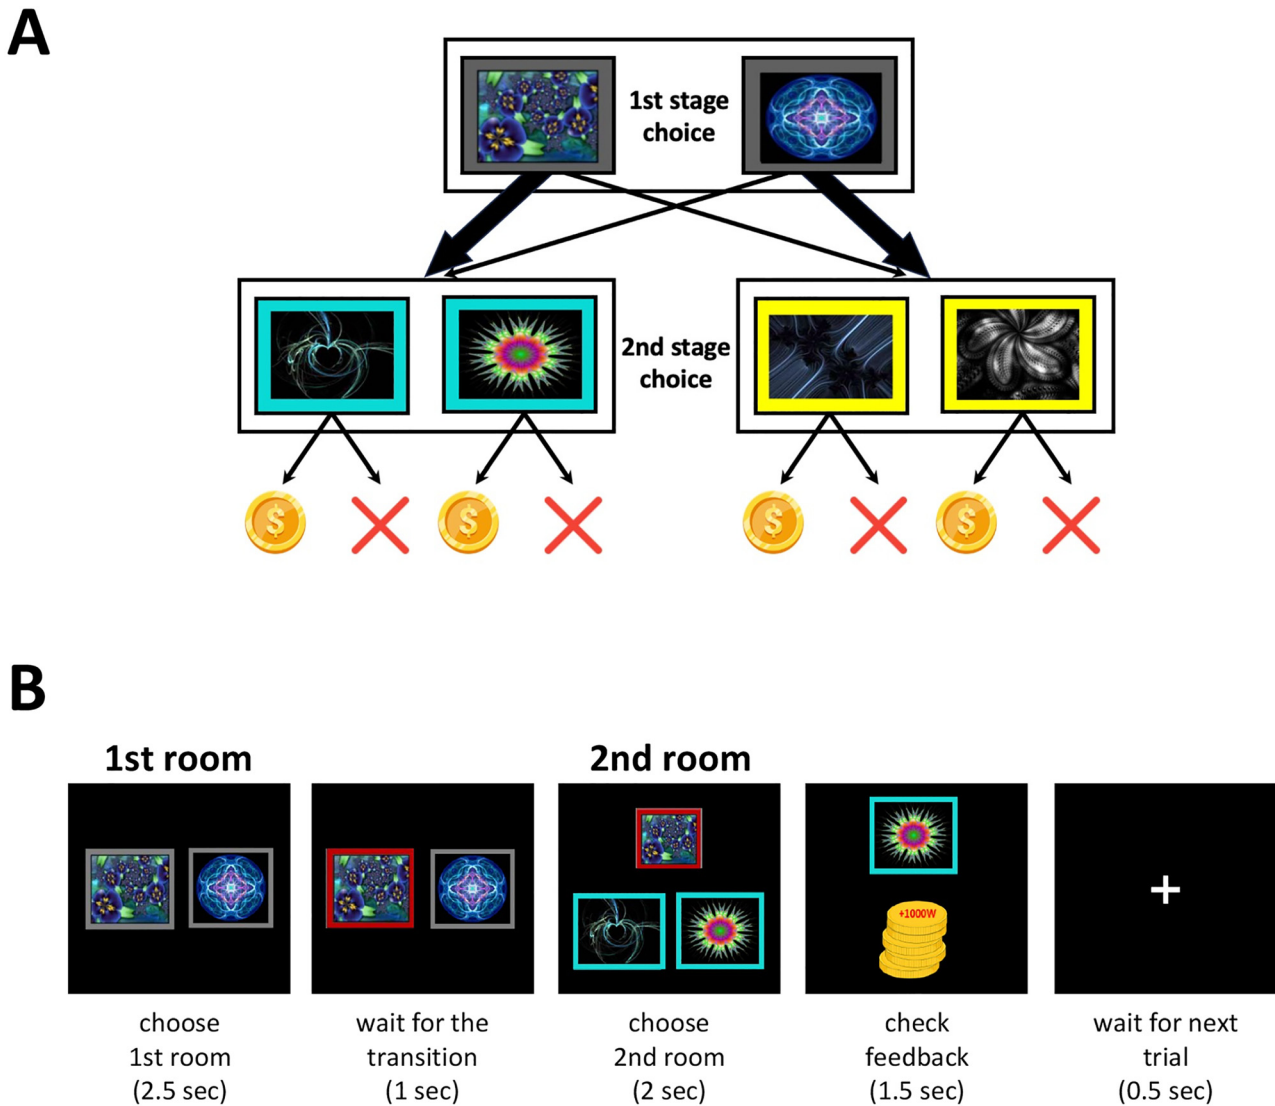 A
1st stage
choice
2nd stage
choice
$ $ $ $
B
1st room
2nd room
+1000W
choose
1st room
(2.5 sec)
wait for the
transition
(1 sec)
choose
2nd room
(2 sec)
check
feedback
(1.5 sec)
wait for next
trial
(0.5 sec)